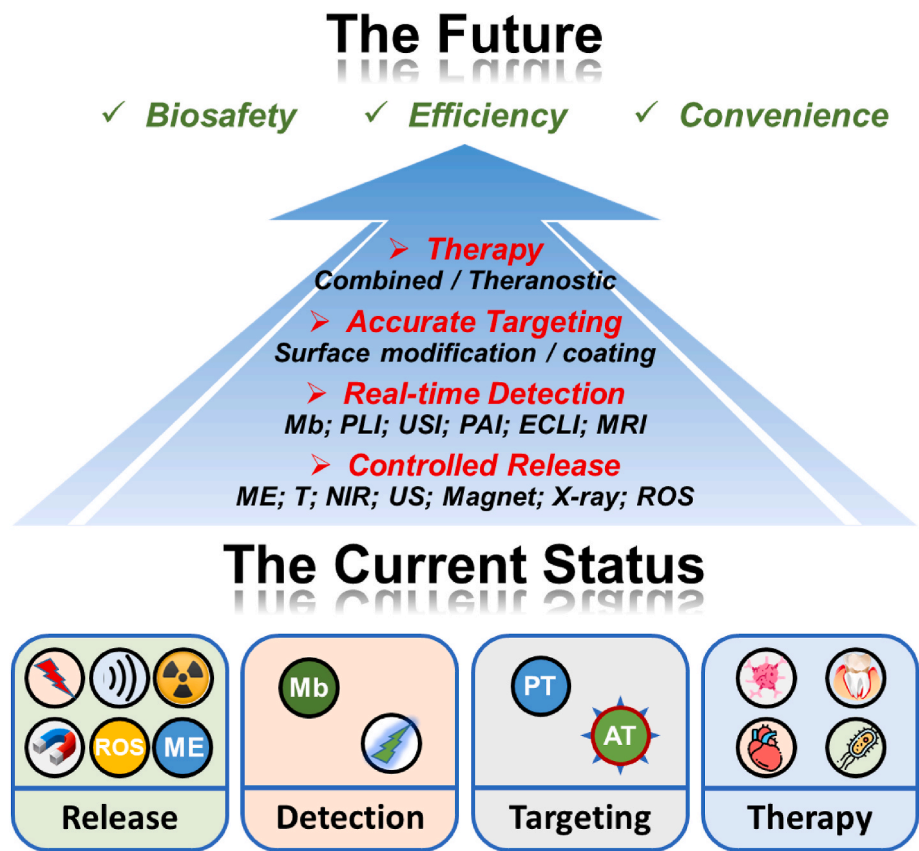 The Future
✓ Biosafety ✓ Efficiency ✓ Convenience
➢ Therapy
Combined / Theranostic
➢ Accurate Targeting
Surface modification / coating
➢ Real-time Detection
Mb; PLI; USI; PAI; ECLI; MRI
➢ Controlled Release
ME; T; NIR; US; Magnet; X-ray; ROS
The Current Status
ROS ME
Release
Mb
Detection
PT
AT
Targeting
Therapy